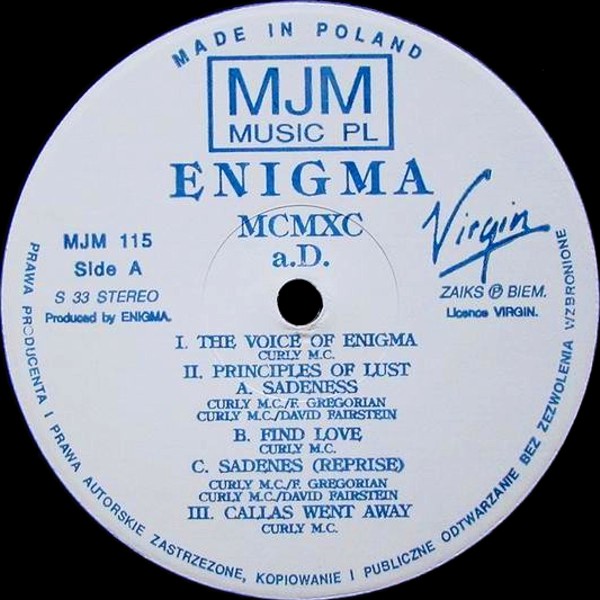 MADE IN POLAND
MJM
MUSIC PL
ENIGMA
MCMXC
a.D.
Virgin
MJM 115
Side A
S 33 STEREO
Produced by ENIGMA.
ZAIKS ℗ BIEM.
Licence VIRGIN.
I. THE VOICE OF ENIGMA
CURLY M.C.
II. PRINCIPLES OF LUST
A. SADENESS
CURLY M.C./F. GREGORIAN
CURLY M.C./DAVID FAIRSTEIN
B. FIND LOVE
CURLY M.C.
C. SADENES (REPRISE)
CURLY M.C./F. GREGORIAN
CURLY M.C./DAVID FAIRSTEIN
III. CALLAS WENT AWAY
CURLY M.C.
PRAWA PRODUCENTA I PRAWA AUTORSKIE ZASTRZEZONE, KOPIOWANIE I PUBLICZNE ODTWARZANIE BEZ ZEZWOLENIA WZBRONIONE